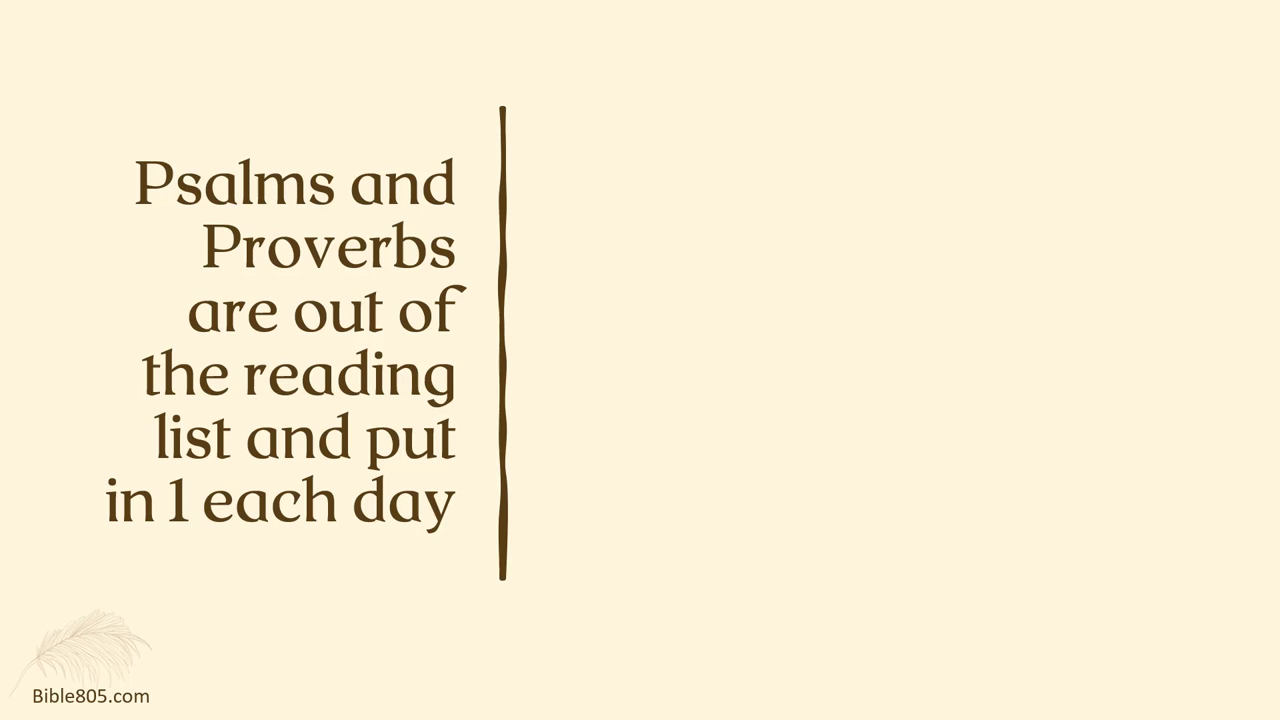 Psalms and
Proverbs
are out of
the reading
list and put
in 1 each day
Bible805.com